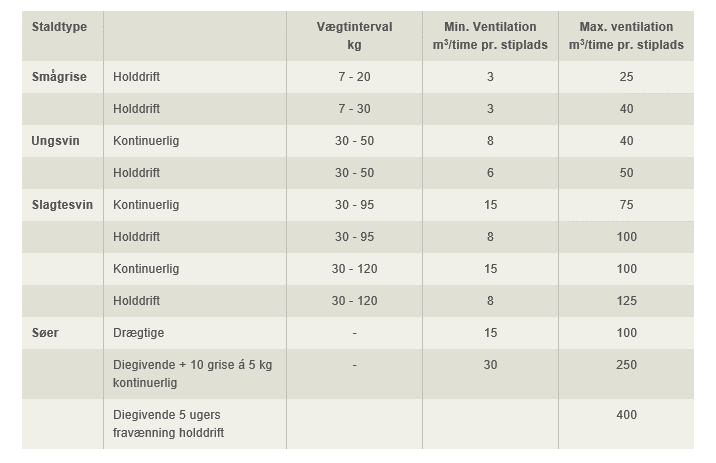 Staldtype Vægtinterval kg Min. Ventilation m³/time pr. stiplads Max. ventilation m³/time pr. stiplads
Smågrise Holddrift 7 - 20 3 25
Holddrift 7 - 30 3 40
Ungsvin Kontinuerlig 30 - 50 8 40
Holddrift 30 - 50 6 50
Slagtesvin Kontinuerlig 30 - 95 15 75
Holddrift 30 - 95 8 100
Kontinuerlig 30 - 120 15 100
Holddrift 30 - 120 8 125
Søer Drægtige - 15 100
Diegivende + 10 grise á 5 kg - 30 250
kontinuerlig
Diegivende 5 ugers 400
fravænning holddrift